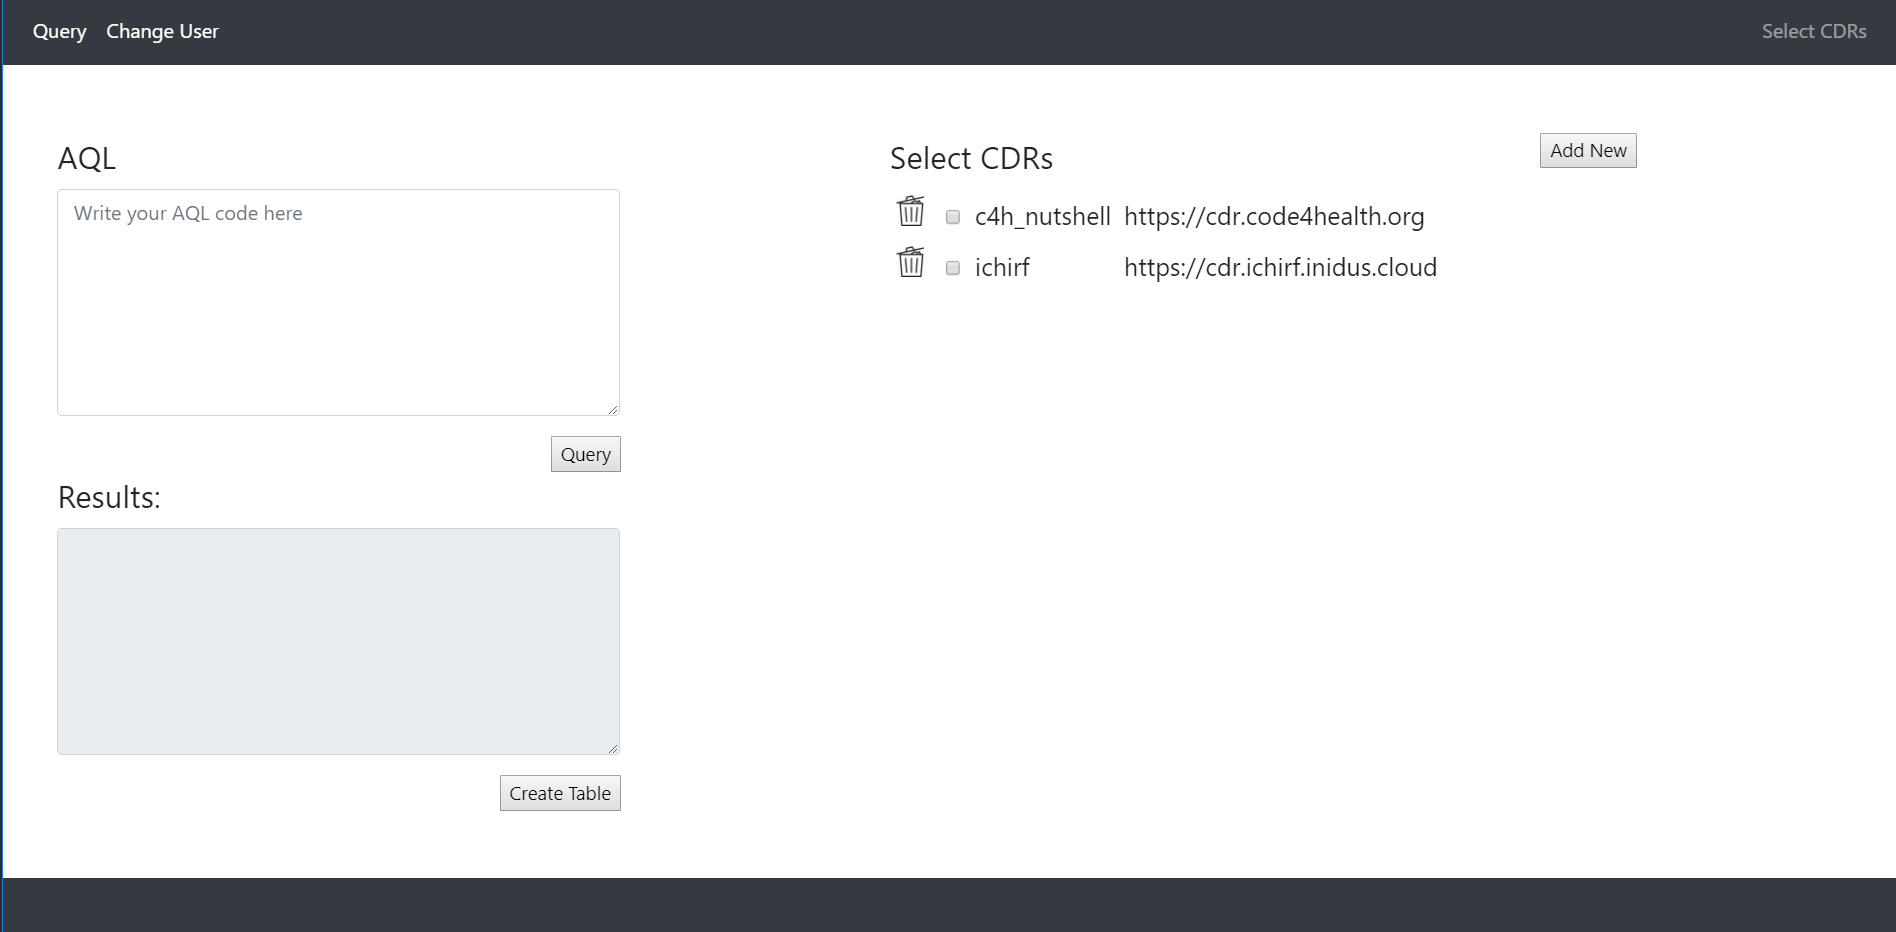 Query Change User Select CDRs
AQL
Write your AQL code here
Query
Results:
Create Table
Select CDRs
Add New
c4h_nutshell https://cdr.code4health.org
ichirf https://cdr.ichirf.inidus.cloud